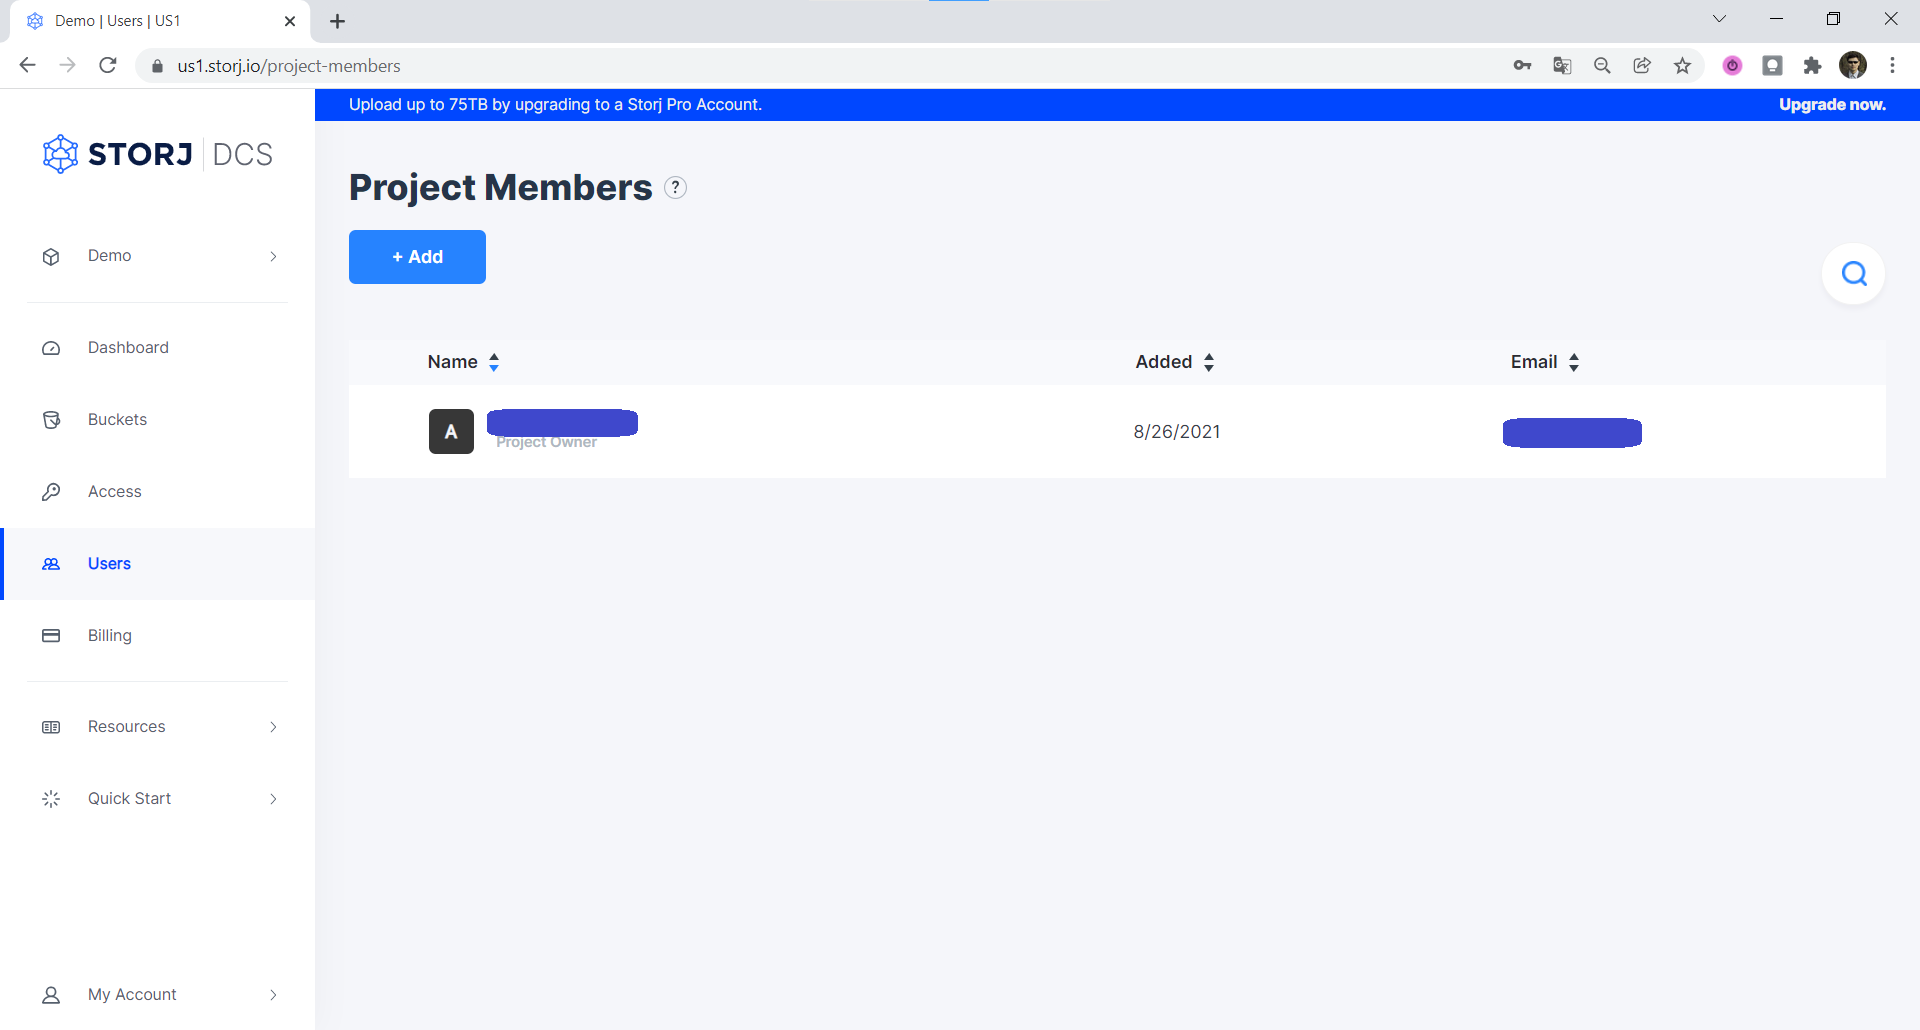 Demo | Users | US1
us1.storj.io/project-members
Upload up to 75TB by upgrading to a Storj Pro Account.
Upgrade now.
STORJ | DCS
Demo
Dashboard
Buckets
Access
Users
Billing
Resources
Quick Start
My Account
Project Members ?
+ Add
Name
Added
Email
A
Project Owner
8/26/2021